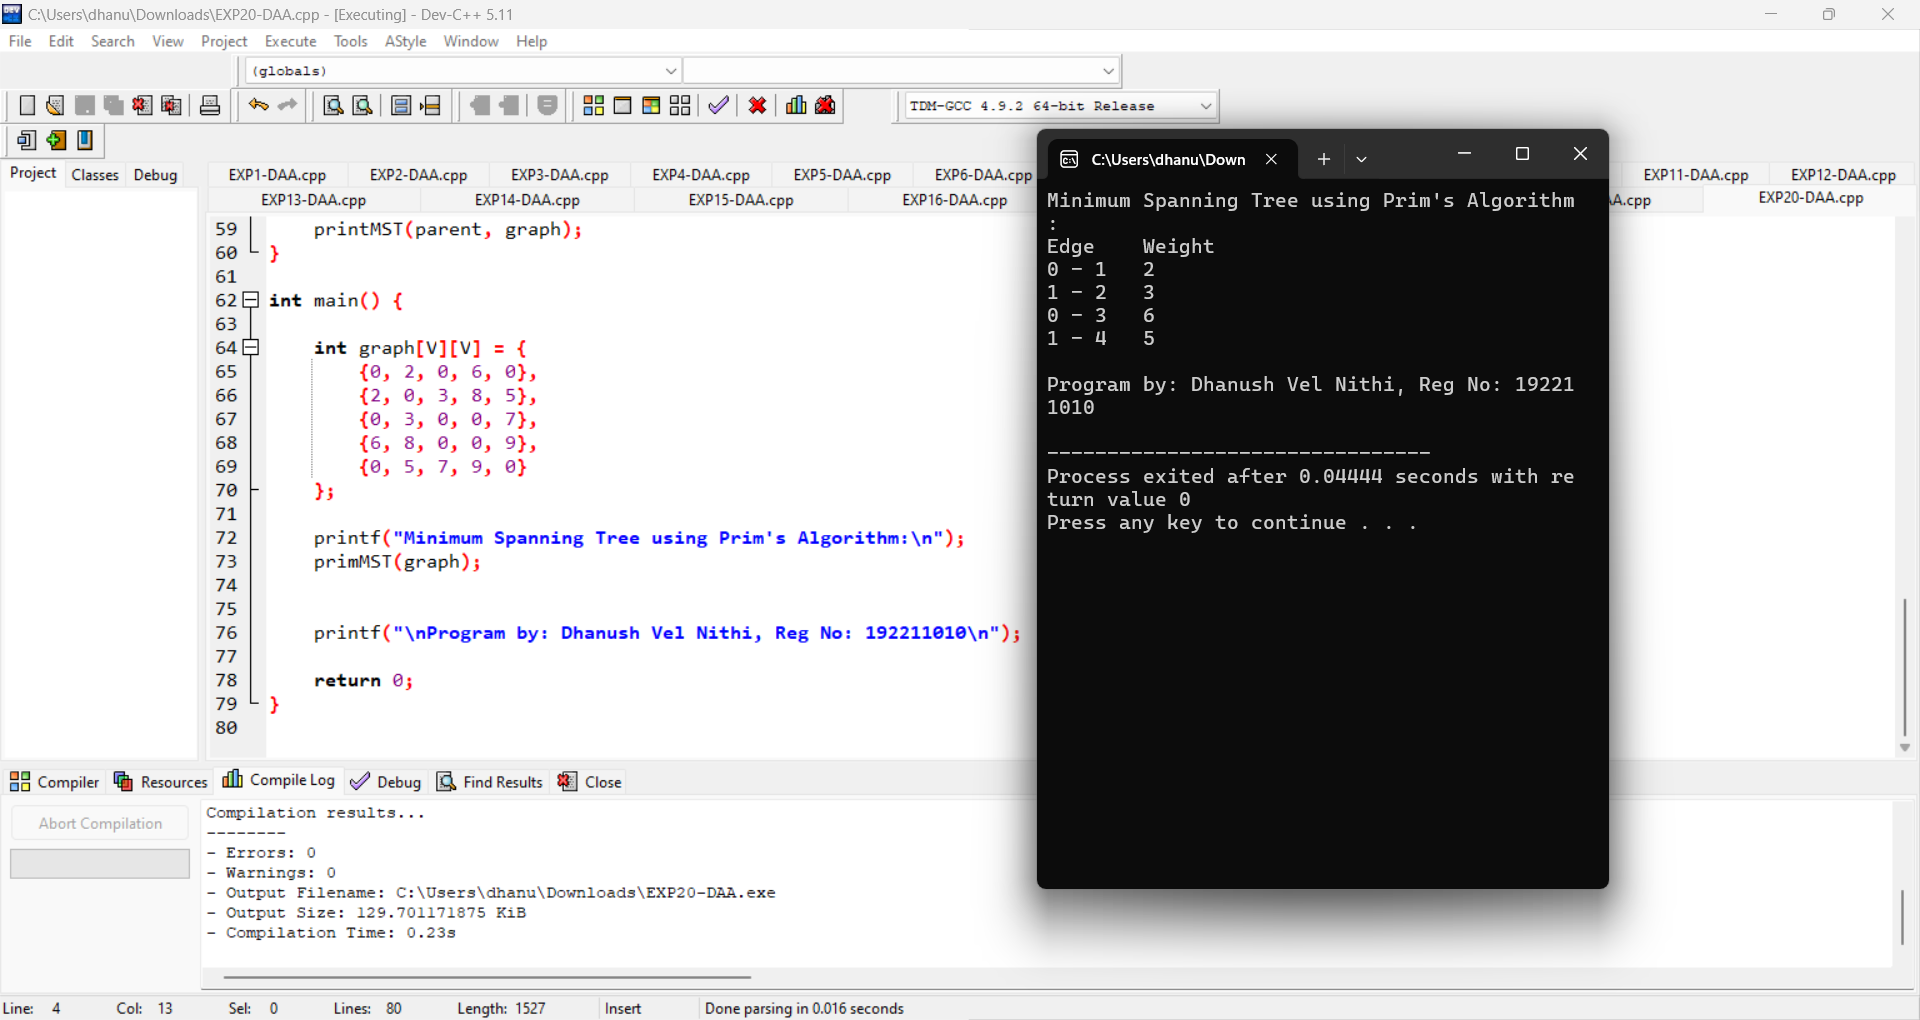 C:\Users\dhanu\Downloads\EXP20-DAA.cpp - [Executing] - Dev-C++ 5.11
File Edit Search View Project Execute Tools AStyle Window Help
(globals)
TDM-GCC 4.9.2 64-bit Release
Project Classes Debug
EXP1-DAA.cpp EXP2-DAA.cpp EXP3-DAA.cpp EXP4-DAA.cpp EXP5-DAA.cpp EXP6-DAA.cpp EXP11-DAA.cpp EXP12-DAA.cpp
EXP13-DAA.cpp EXP14-DAA.cpp EXP15-DAA.cpp EXP16-DAA.cpp A.cpp EXP20-DAA.cpp
59 printMST(parent, graph);
60 }
61
62 int main() {
63
64 int graph[V][V] = {
65 {0, 2, 0, 6, 0},
66 {2, 0, 3, 8, 5},
67 {0, 3, 0, 0, 7},
68 {6, 8, 0, 0, 9},
69 {0, 5, 7, 9, 0}
70 };
71
72 printf("Minimum Spanning Tree using Prim's Algorithm:\n");
73 primMST(graph);
74
75
76 printf("\nProgram by: Dhanush Vel Nithi, Reg No: 192211010\n");
77
78 return 0;
79 }
80
C:\Users\dhanu\Down
Minimum Spanning Tree using Prim's Algorithm
:
Edge Weight
0 - 1 2
1 - 2 3
0 - 3 6
1 - 4 5
Program by: Dhanush Vel Nithi, Reg No: 19221
1010
--------------------------------
Process exited after 0.04444 seconds with re
turn value 0
Press any key to continue . . .
Compiler Resources Compile Log Debug Find Results Close
Abort Compilation
Compilation results...
--------
- Errors: 0
- Warnings: 0
- Output Filename: C:\Users\dhanu\Downloads\EXP20-DAA.exe
- Output Size: 129.701171875 KiB
- Compilation Time: 0.23s
Line: 4 Col: 13 Sel: 0 Lines: 80 Length: 1527 Insert Done parsing in 0.016 seconds